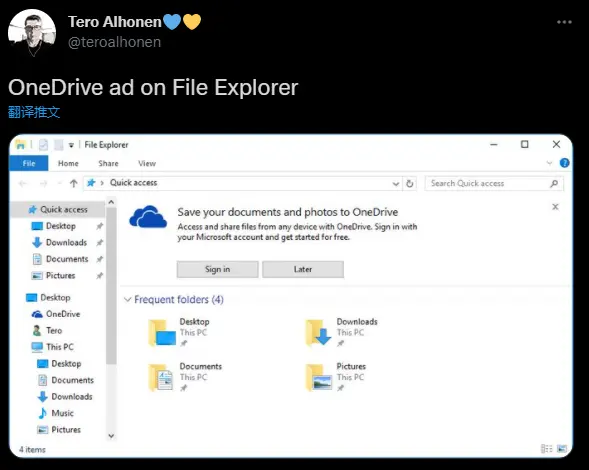 Tero Alhonen💙💛
@teroalhonen
OneDrive ad on File Explorer
翻译推文
File Explorer
File Home Share View
Quick access
Search Quick access
Quick access
Desktop
Downloads
Documents
Pictures
Desktop
OneDrive
Tero
This PC
Desktop
Documents
Downloads
Music
Pictures
Save your documents and photos to OneDrive
Access and share files from any device with OneDrive. Sign in with
your Microsoft account and get started for free.
Sign in Later
Frequent folders (4)
Desktop
This PC
Downloads
This PC
Documents
This PC
Pictures
This PC
4 items